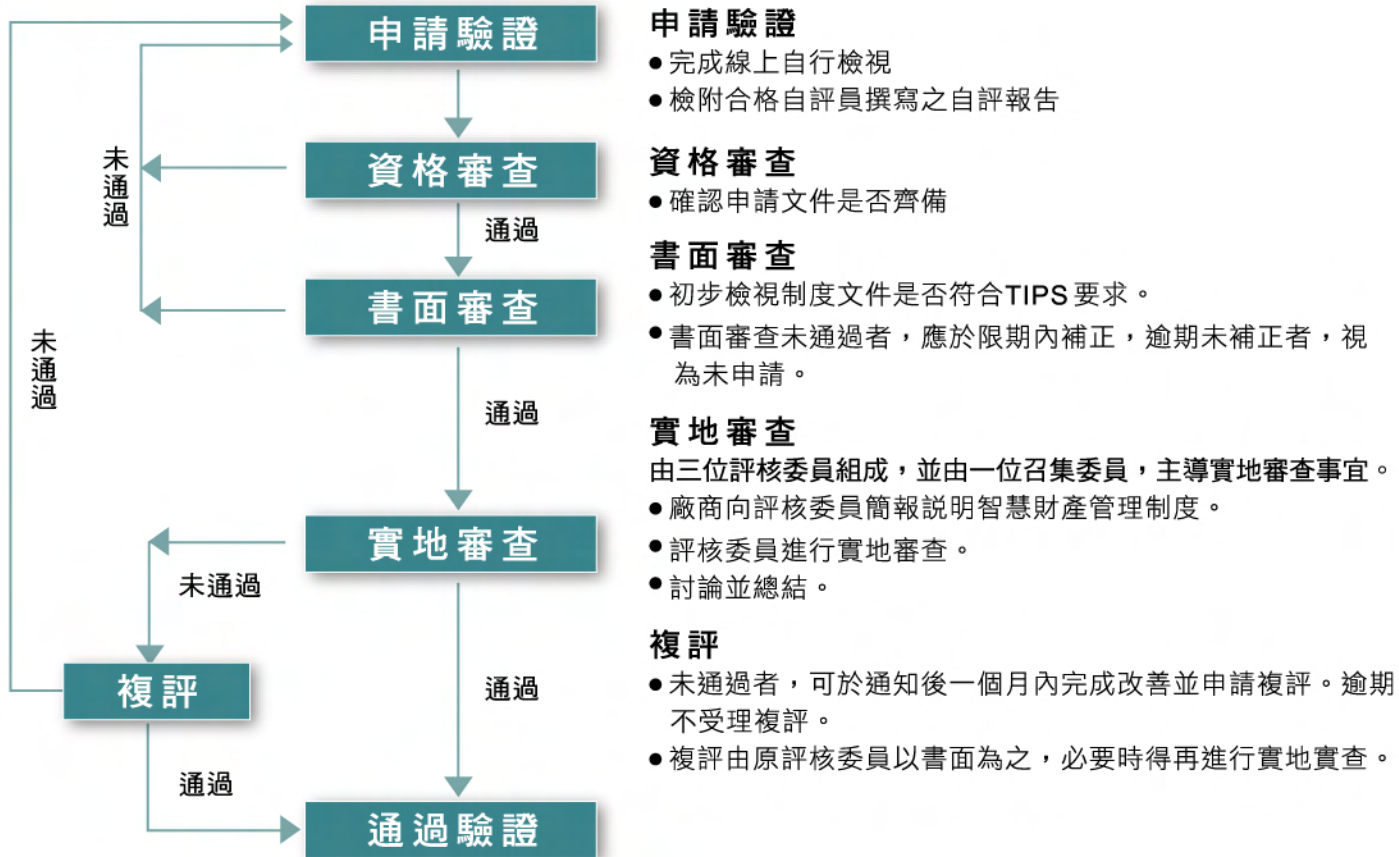 申請驗證
資格審查
通過
書面審查
通過
實地審查
未通過
未通過
未通過
複評
通過
通過
通過驗證
申請驗證
●完成線上自行檢視
●檢附合格自評員撰寫之自評報告
資格審查
●確認申請文件是否齊備
書面審查
●初步檢視制度文件是否符合TIPS要求。
●書面審查未通過者，應於限期內補正，逾期未補正者，視
為未申請。
實地審查
由三位評核委員組成，並由一位召集委員，主導實地審查事宜。
●廠商向評核委員簡報説明智慧財產管理制度。
●評核委員進行實地審查。
●討論並總結。
複評
●未通過者，可於通知後一個月內完成改善並申請複評。逾期
不受理複評。
●複評由原評核委員以書面為之，必要時得再進行實地實查。